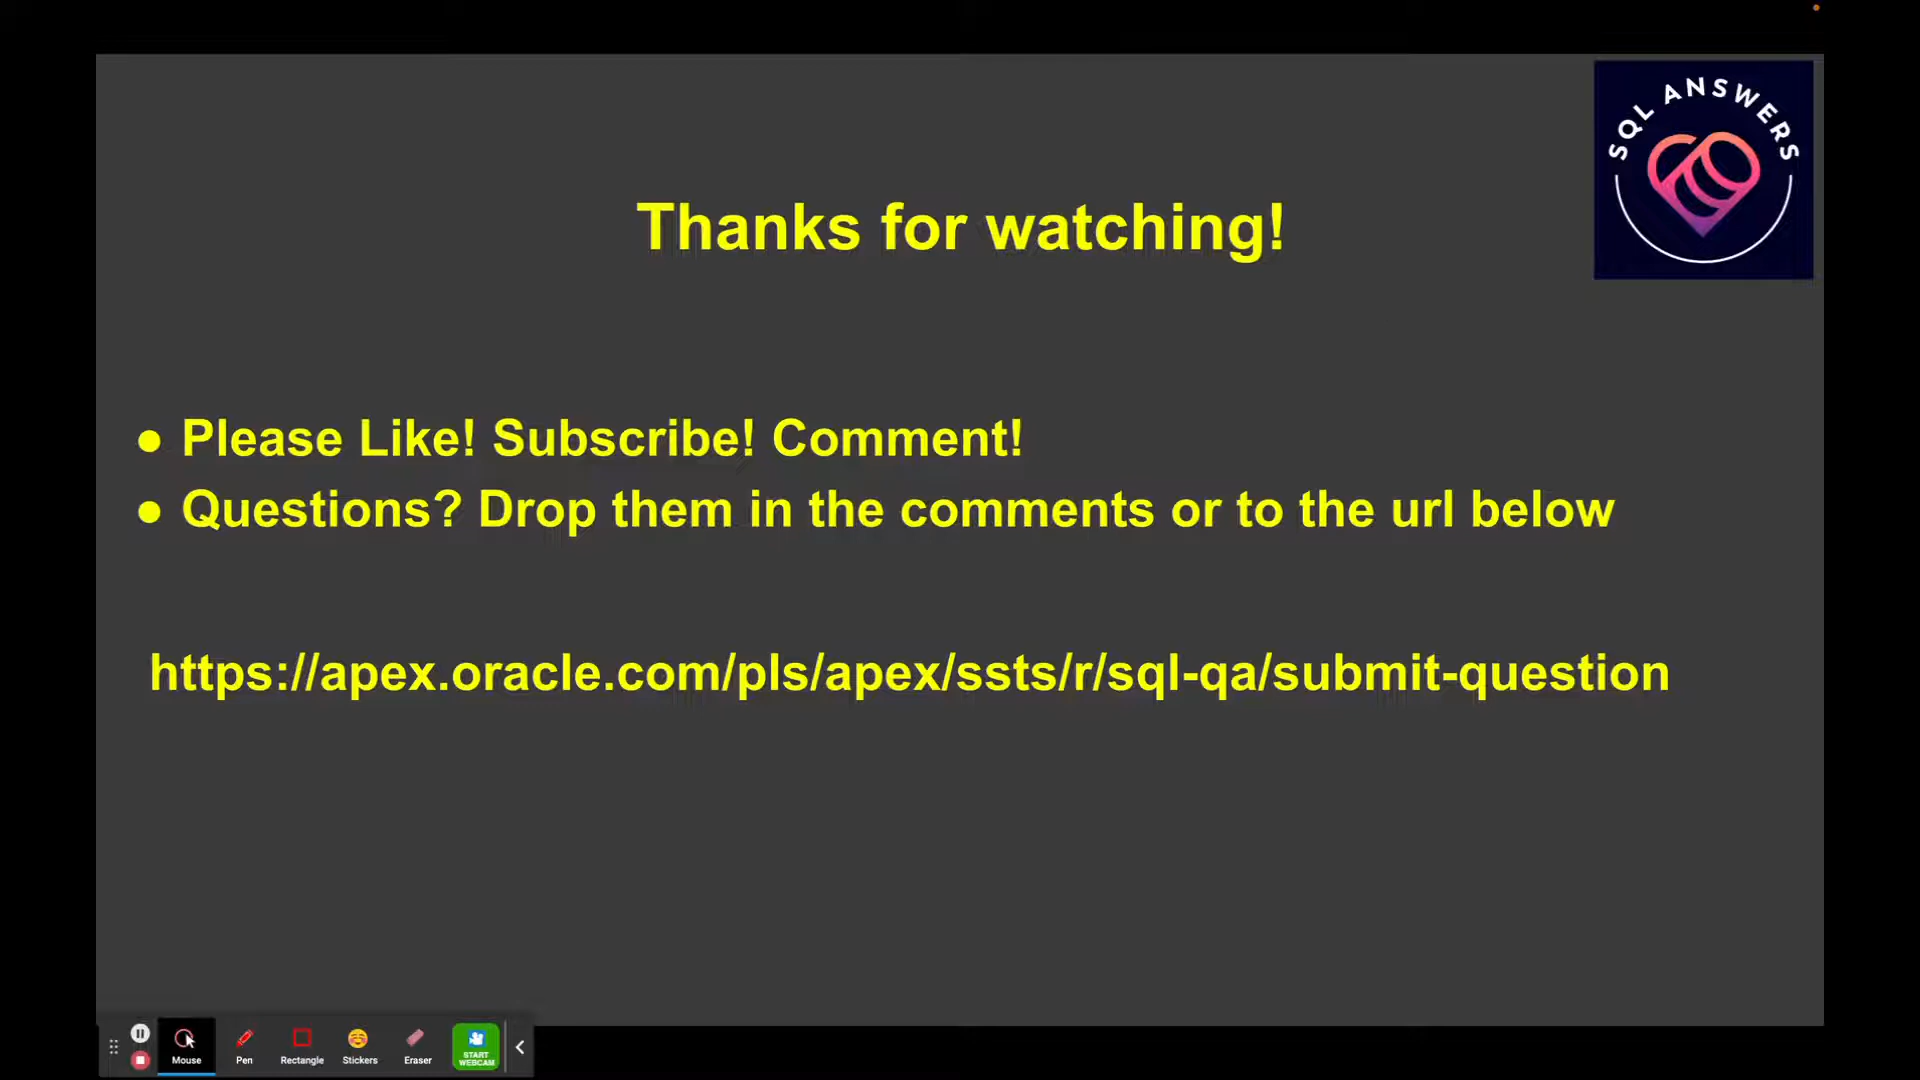 SQL ANSWERS
Thanks for watching!
● Please Like! Subscribe! Comment!
● Questions? Drop them in the comments or to the url below
https://apex.oracle.com/pls/apex/ssts/r/sql-qa/submit-question
Mouse
Pen
Rectangle
Stickers
Eraser
START
WEBCAM